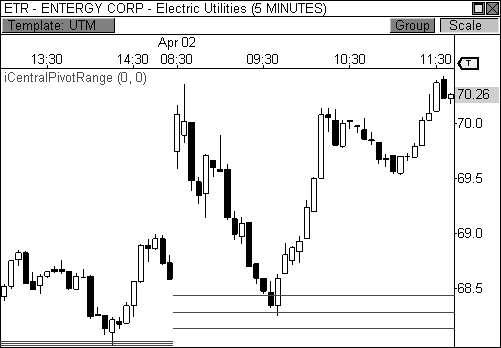 ETR - ENTERGY CORP - Electric Utilities (5 MINUTES)
Template: UTM Group Scale
Apr 02
13:30 14:30 08:30 09:30 10:30 11:30 T
iCentralPivotRange (0, 0)
70.26
70.0
69.5
69.0
68.5